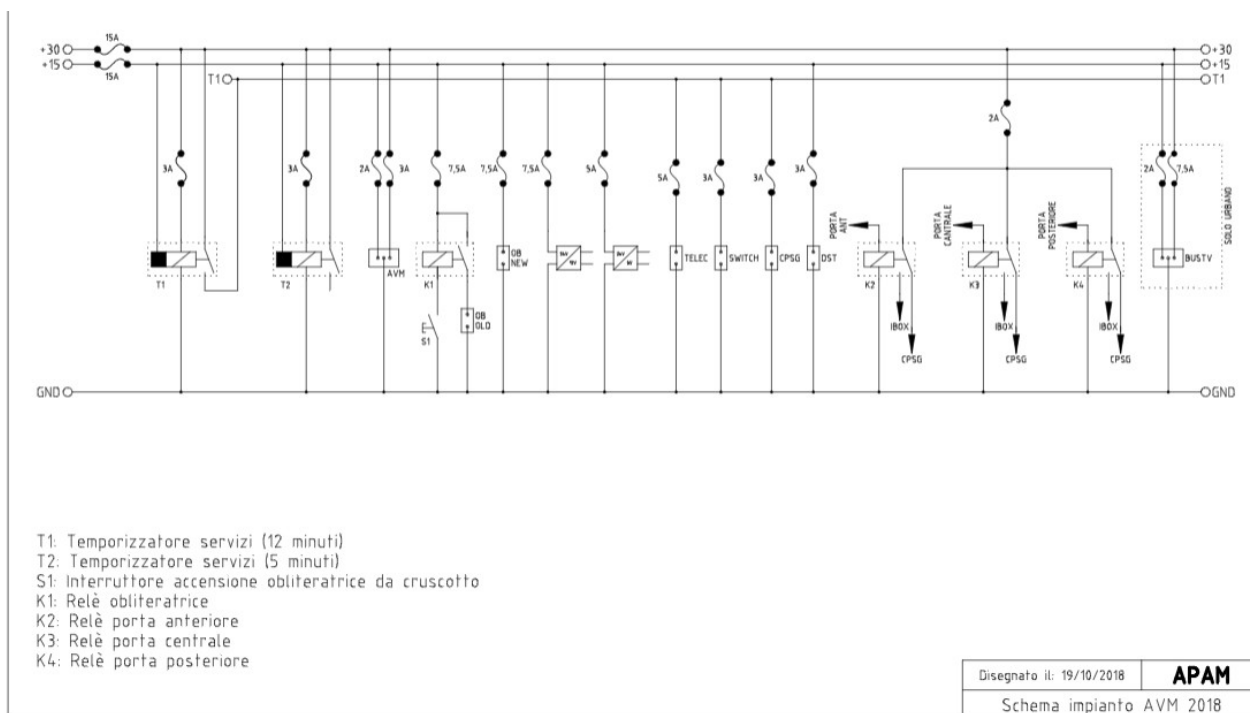 15A
+30
+30
+15
+15
15A
T1
T1
2A
3A
3A
2A
3A
7,5A
7,5A
7,5A
5A
5A
3A
3A
3A
2A
7,5A
SOLO URBANO
PORTA
ANT
PORTA
CANTRALE
PORTA
POSTERIORE
OB
NEW
TELEC
SWITCH
CPSG
DST
BUSTV
AVM
T1
T2
K1
K2
K3
K4
OB
OLD
S1
IBOX
IBOX
IBOX
CPSG
CPSG
CPSG
GND
GND
T1: Temporizzatore servizi (12 minuti)
T2: Temporizzatore servizi (5 minuti)
S1: Interruttore accensione obliteratrice da cruscotto
K1: Relè obliteratrice
K2: Relè porta anteriore
K3: Relè porta centrale
K4: Relè porta posteriore
Disegnato il: 19/10/2018
APAM
Schema impianto AVM 2018